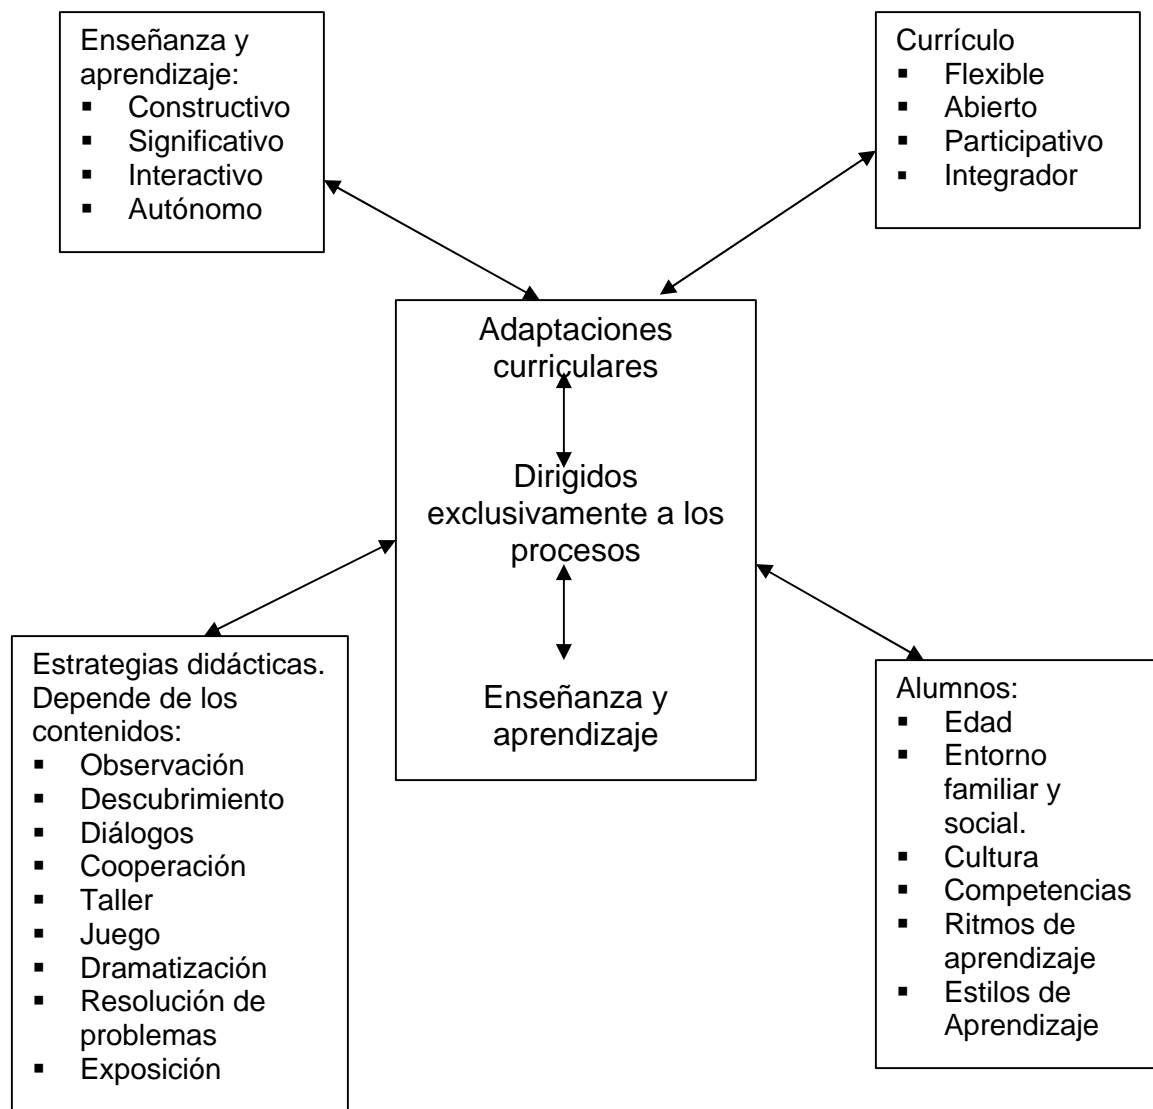 Enseñanza y
aprendizaje:
▪ Constructivo
▪ Significativo
▪ Interactivo
▪ Autónomo
Currículo
▪ Flexible
▪ Abierto
▪ Participativo
▪ Integrador
Adaptaciones
curriculares
Dirigidos
exclusivamente a los
procesos
Enseñanza y
aprendizaje
Estrategias didácticas.
Depende de los
contenidos:
▪ Observación
▪ Descubrimiento
▪ Diálogos
▪ Cooperación
▪ Taller
▪ Juego
▪ Dramatización
▪ Resolución de
problemas
▪ Exposición
Alumnos:
▪ Edad
▪ Entorno
familiar y
social.
▪ Cultura
▪ Competencias
▪ Ritmos de
aprendizaje
▪ Estilos de
Aprendizaje